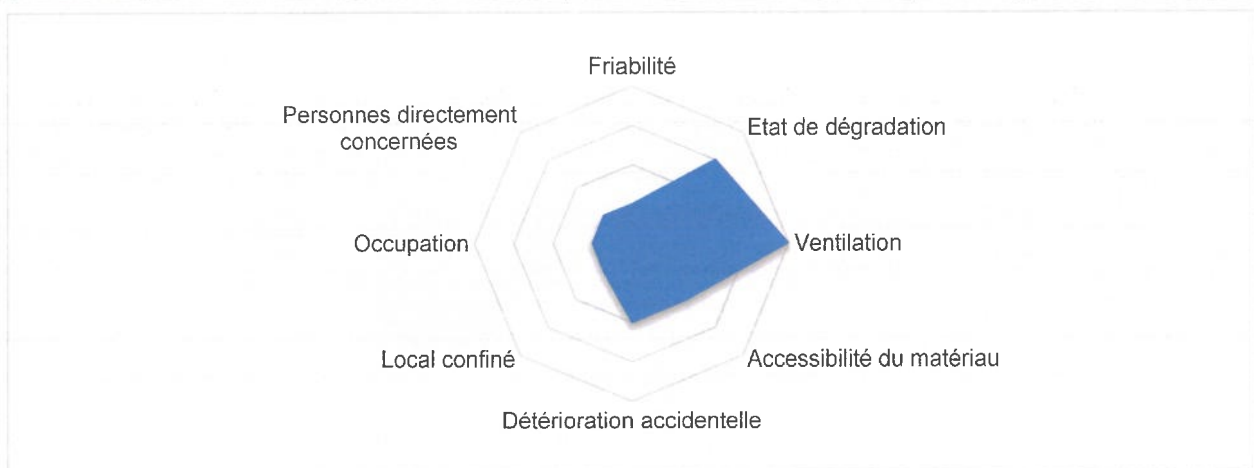 Friabilité
Personnes directement
concernées
Etat de dégradation
Occupation
Ventilation
Local confiné
Accessibilité du matériau
Détérioration accidentelle